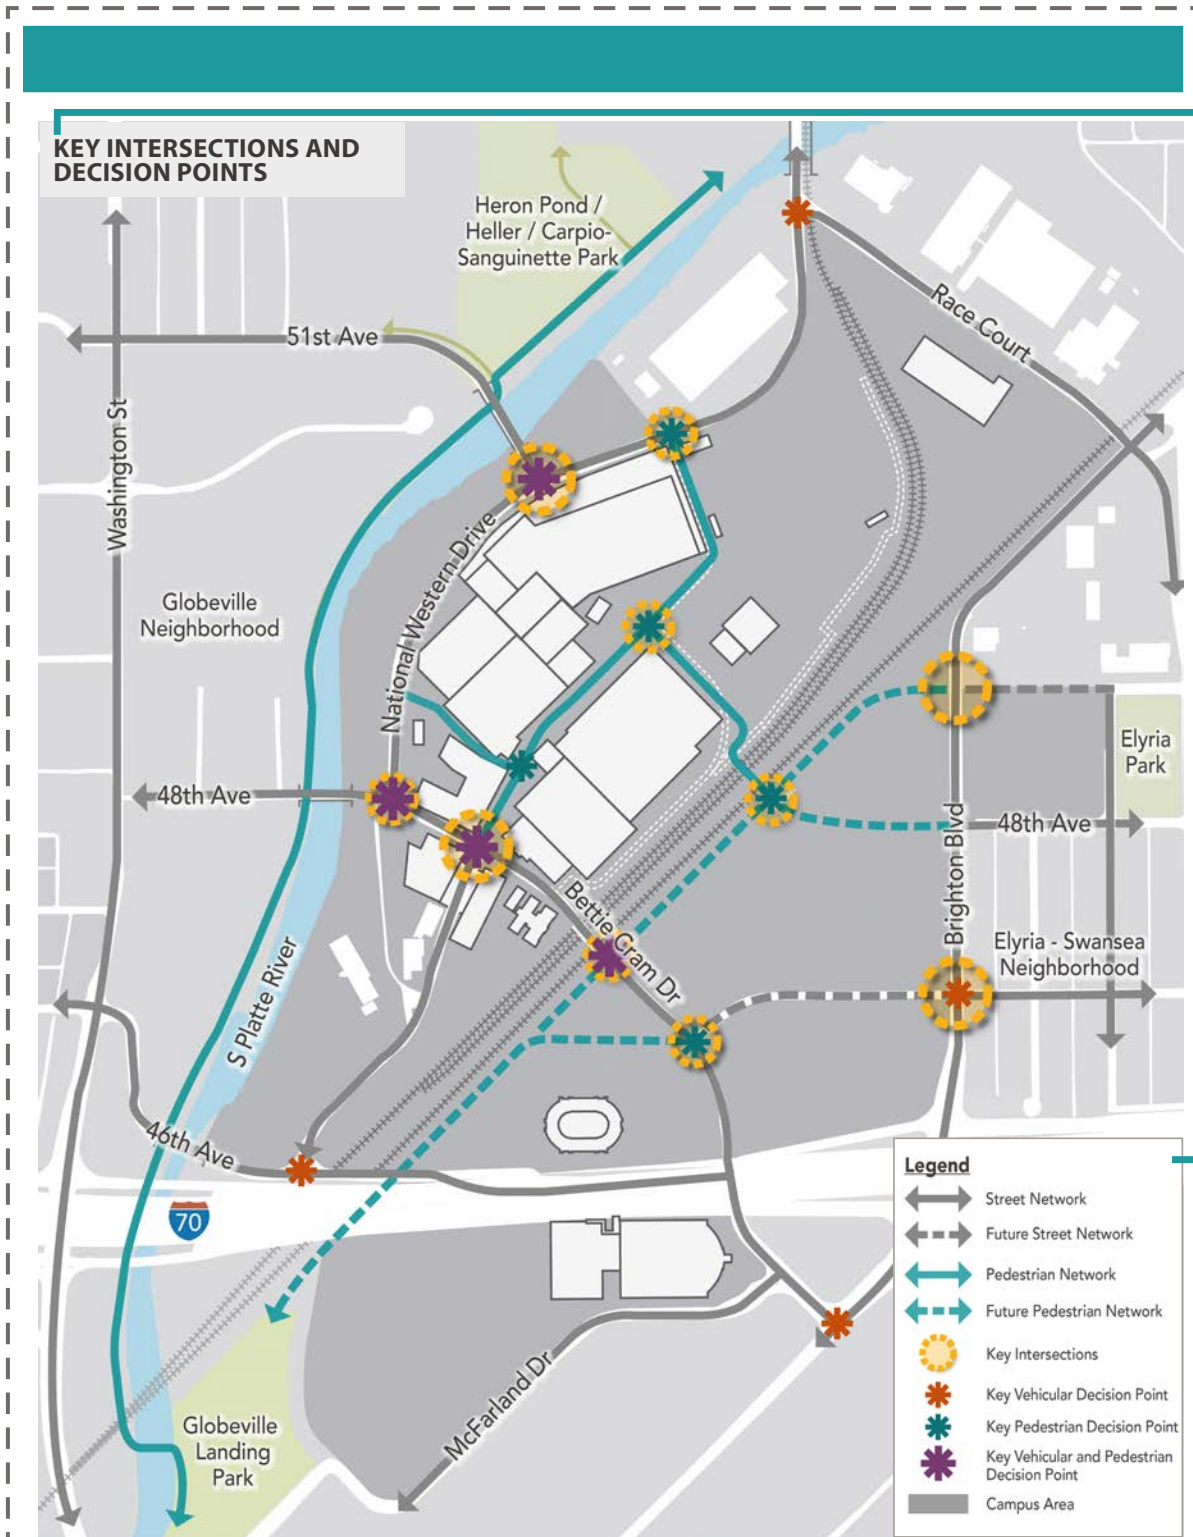 KEY INTERSECTIONS AND
DECISION POINTS
Heron Pond /
Heller / Carpio-
Sanguinette Park
Race Court
51st Ave
Washington St
National Western Drive
Globeville
Neighborhood
Elyria
Park
48th Ave
48th Ave
Brighton Blvd
Bettie Cram Dr
Elyria - Swansea
Neighborhood
S Platte River
46th Ave
70
McFarland Dr
Globeville
Landing
Park
Legend
Street Network
Future Street Network
Pedestrian Network
Future Pedestrian Network
Key Intersections
Key Vehicular Decision Point
Key Pedestrian Decision Point
Key Vehicular and Pedestrian
Decision Point
Campus Area